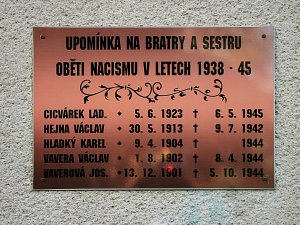 UPOMÍNKA NA BRATRY A SESTRU
OBĚTI NACISMU V LETECH 1938 - 45
CICVÁREK LAD. * 5. 6. 1923 † 6. 5. 1945
HEJNA VÁCLAV * 30. 5. 1913 † 9. 7. 1942
HLADKÝ KAREL * 9. 4. 1904 † 1944
VAVERA VÁCLAV * 1. 8. 1902 † 8. 4. 1944
VAVEROVÁ JOS. * 13. 12. 1901 † 5. 10. 1944